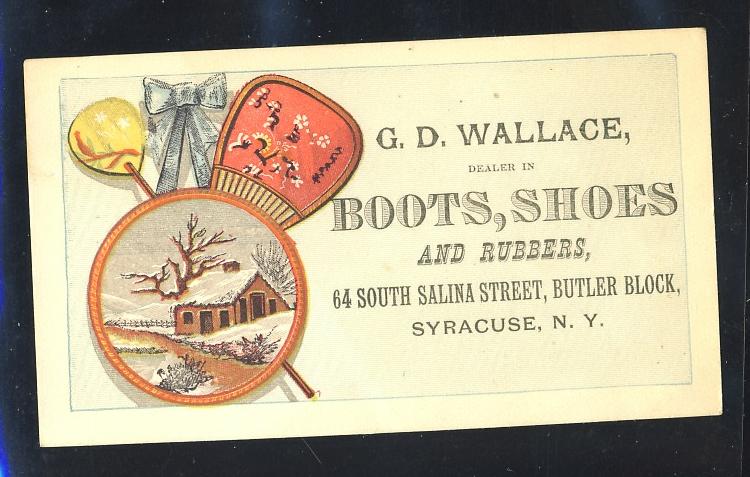 G. D. WALLACE,
DEALER IN
BOOTS, SHOES
AND RUBBERS,
64 SOUTH SALINA STREET, BUTLER BLOCK,
SYRACUSE, N. Y.